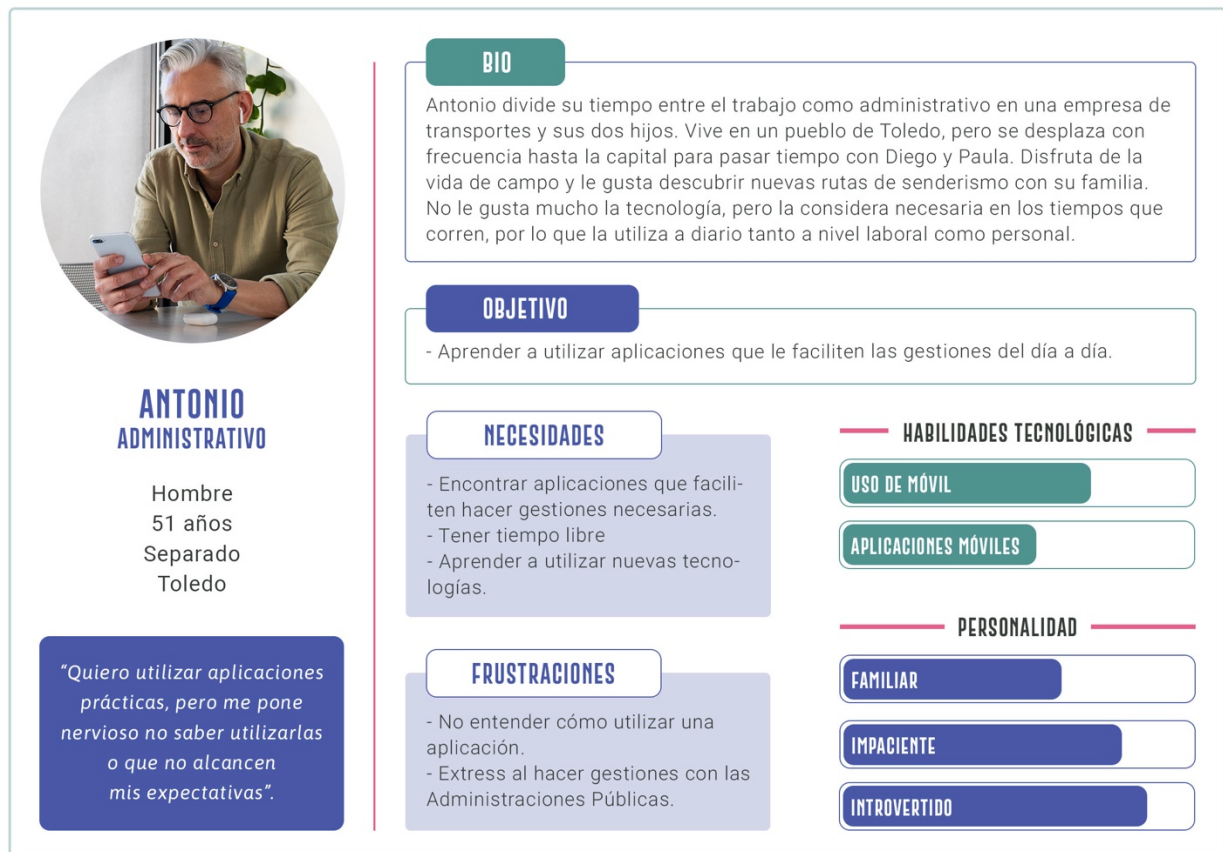 ANTONIO
ADMINISTRATIVO
Hombre
51 años
Separado
Toledo
“Quiero utilizar aplicaciones
prácticas, pero me pone
nervioso no saber utilizarlas
o que no alcancen
mis expectativas”.
BIO
Antonio divide su tiempo entre el trabajo como administrativo en una empresa de
transportes y sus dos hijos. Vive en un pueblo de Toledo, pero se desplaza con
frecuencia hasta la capital para pasar tiempo con Diego y Paula. Disfruta de la
vida de campo y le gusta descubrir nuevas rutas de senderismo con su familia.
No le gusta mucho la tecnología, pero la considera necesaria en los tiempos que
corren, por lo que la utiliza a diario tanto a nivel laboral como personal.
OBJETIVO
- Aprender a utilizar aplicaciones que le faciliten las gestiones del día a día.
NECESIDADES
- Encontrar aplicaciones que facili-
ten hacer gestiones necesarias.
- Tener tiempo libre
- Aprender a utilizar nuevas tecno-
logías.
FRUSTRACIONES
- No entender cómo utilizar una
aplicación.
- Extress al hacer gestiones con las
Administraciones Públicas.
HABILIDADES TECNOLÓGICAS
USO DE MÓVIL
APLICACIONES MÓVILES
PERSONALIDAD
FAMILIAR
IMPACIENTE
INTROVERTIDO